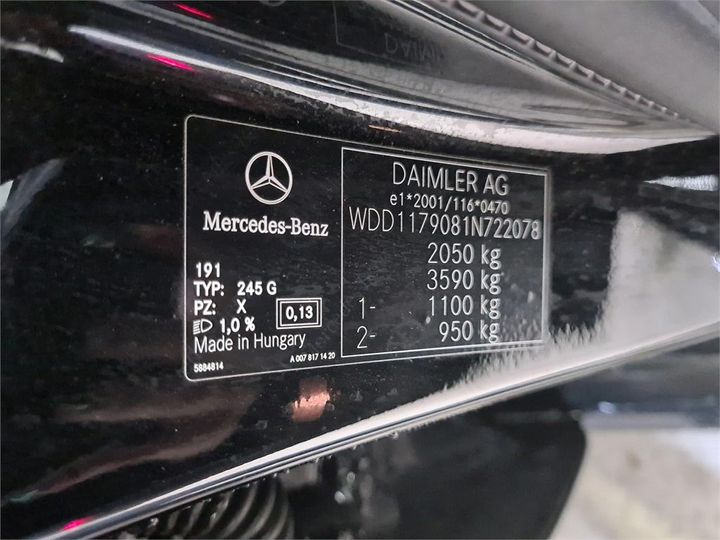 Mercedes-Benz
191
TYP: 245 G
PZ: X
0,13
1,0 %
Made in Hungary
5884814
A 007 817 14 20
DAIMLER AG
e1*2001/116*0470
WDD1179081N722078
2050 kg
3590 kg
1- 1100 kg
2- 950 kg